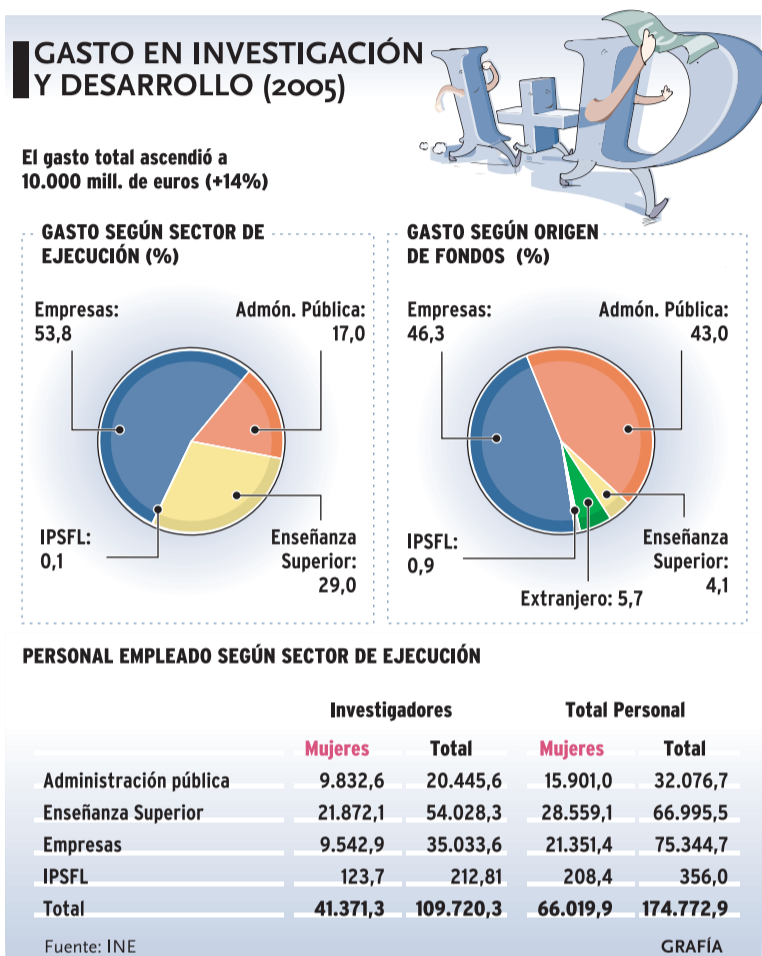 GASTO EN INVESTIGACIÓN
Y DESARROLLO (2005)
I+D
El gasto total ascendió a
10.000 mill. de euros (+14%)
GASTO SEGÚN SECTOR DE
EJECUCIÓN (%)
Empresas:
53,8
Admón. Pública:
17,0
IPSFL:
0,1
Enseñanza
Superior:
29,0
GASTO SEGÚN ORIGEN
DE FONDOS (%)
Empresas:
46,3
Admón. Pública:
43,0
IPSFL:
0,9
Extranjero: 5,7
Enseñanza
Superior:
4,1
PERSONAL EMPLEADO SEGÚN SECTOR DE EJECUCIÓN
Investigadores Total Personal
Mujeres Total Mujeres Total
Administración pública 9.832,6 20.445,6 15.901,0 32.076,7
Enseñanza Superior 21.872,1 54.028,3 28.559,1 66.995,5
Empresas 9.542,9 35.033,6 21.351,4 75.344,7
IPSFL 123,7 212,81 208,4 356,0
Total 41.371,3 109.720,3 66.019,9 174.772,9
Fuente: INE GRAFÍA